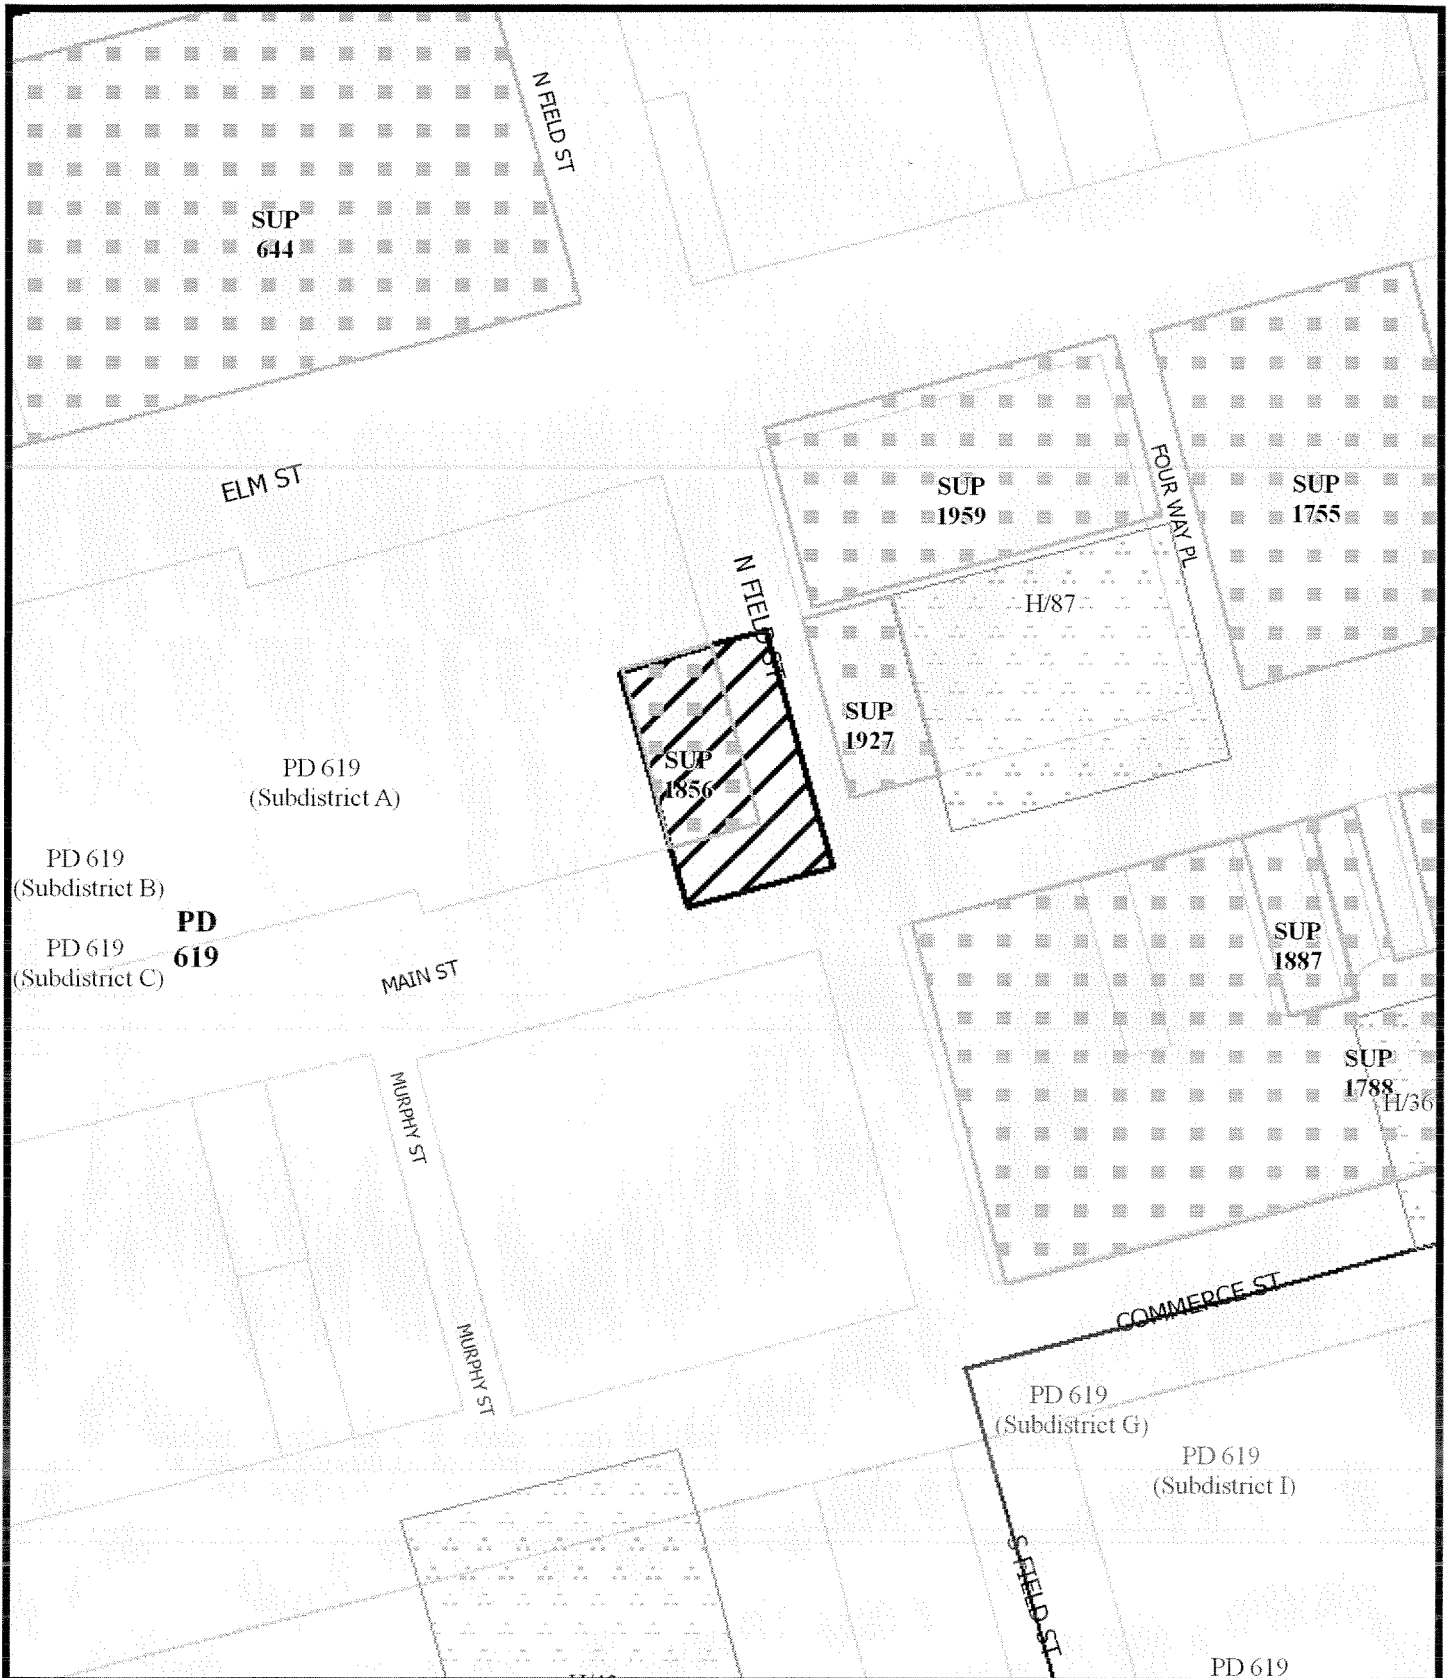 N FIELD ST
SUP
644
ELM ST
SUP
1959
FOUR WAY PL
SUP
1755
N FIELD ST
H/87
SUP
1927
SUP
1856
PD 619
(Subdistrict A)
PD 619
(Subdistrict B)
PD
619
PD 619
(Subdistrict C)
MAIN ST
SUP
1887
SUP
1788
H/36
MURPHY ST
COMMERCE ST
MURPHY ST
PD 619
(Subdistrict G)
PD 619
(Subdistrict I)
S FIELD ST
PD 619